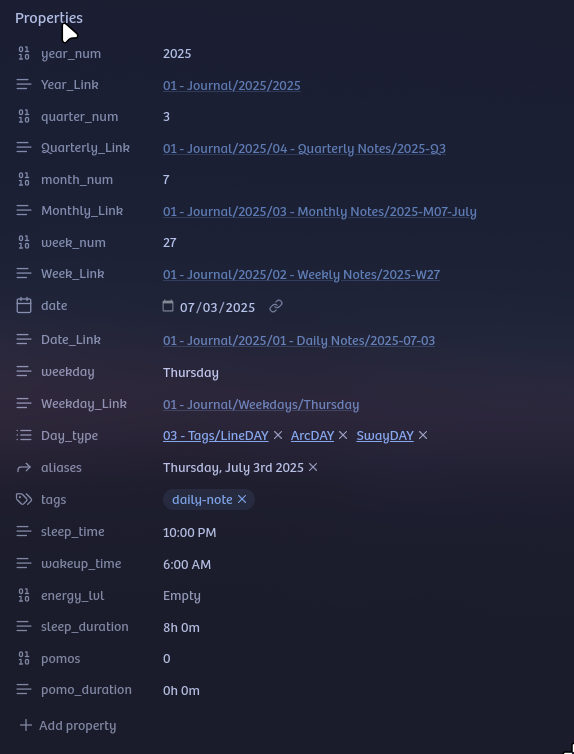 Properties
year_num 2025
Year_Link 01 - Journal/2025/2025
quarter_num 3
Quarterly_Link 01 - Journal/2025/04 - Quarterly Notes/2025-Q3
month_num 7
Monthly_Link 01 - Journal/2025/03 - Monthly Notes/2025-M07-July
week_num 27
Week_Link 01 - Journal/2025/02 - Weekly Notes/2025-W27
date 07/03/2025
Date_Link 01 - Journal/2025/01 - Daily Notes/2025-07-03
weekday Thursday
Weekday_Link 01 - Journal/Weekdays/Thursday
Day_type 03 - Tags/LineDAY × ArcDAY × SwayDAY ×
aliases Thursday, July 3rd 2025 ×
tags daily-note ×
sleep_time 10:00 PM
wakeup_time 6:00 AM
energy_lvl Empty
sleep_duration 8h 0m
pomos 0
pomo_duration 0h 0m
+ Add property